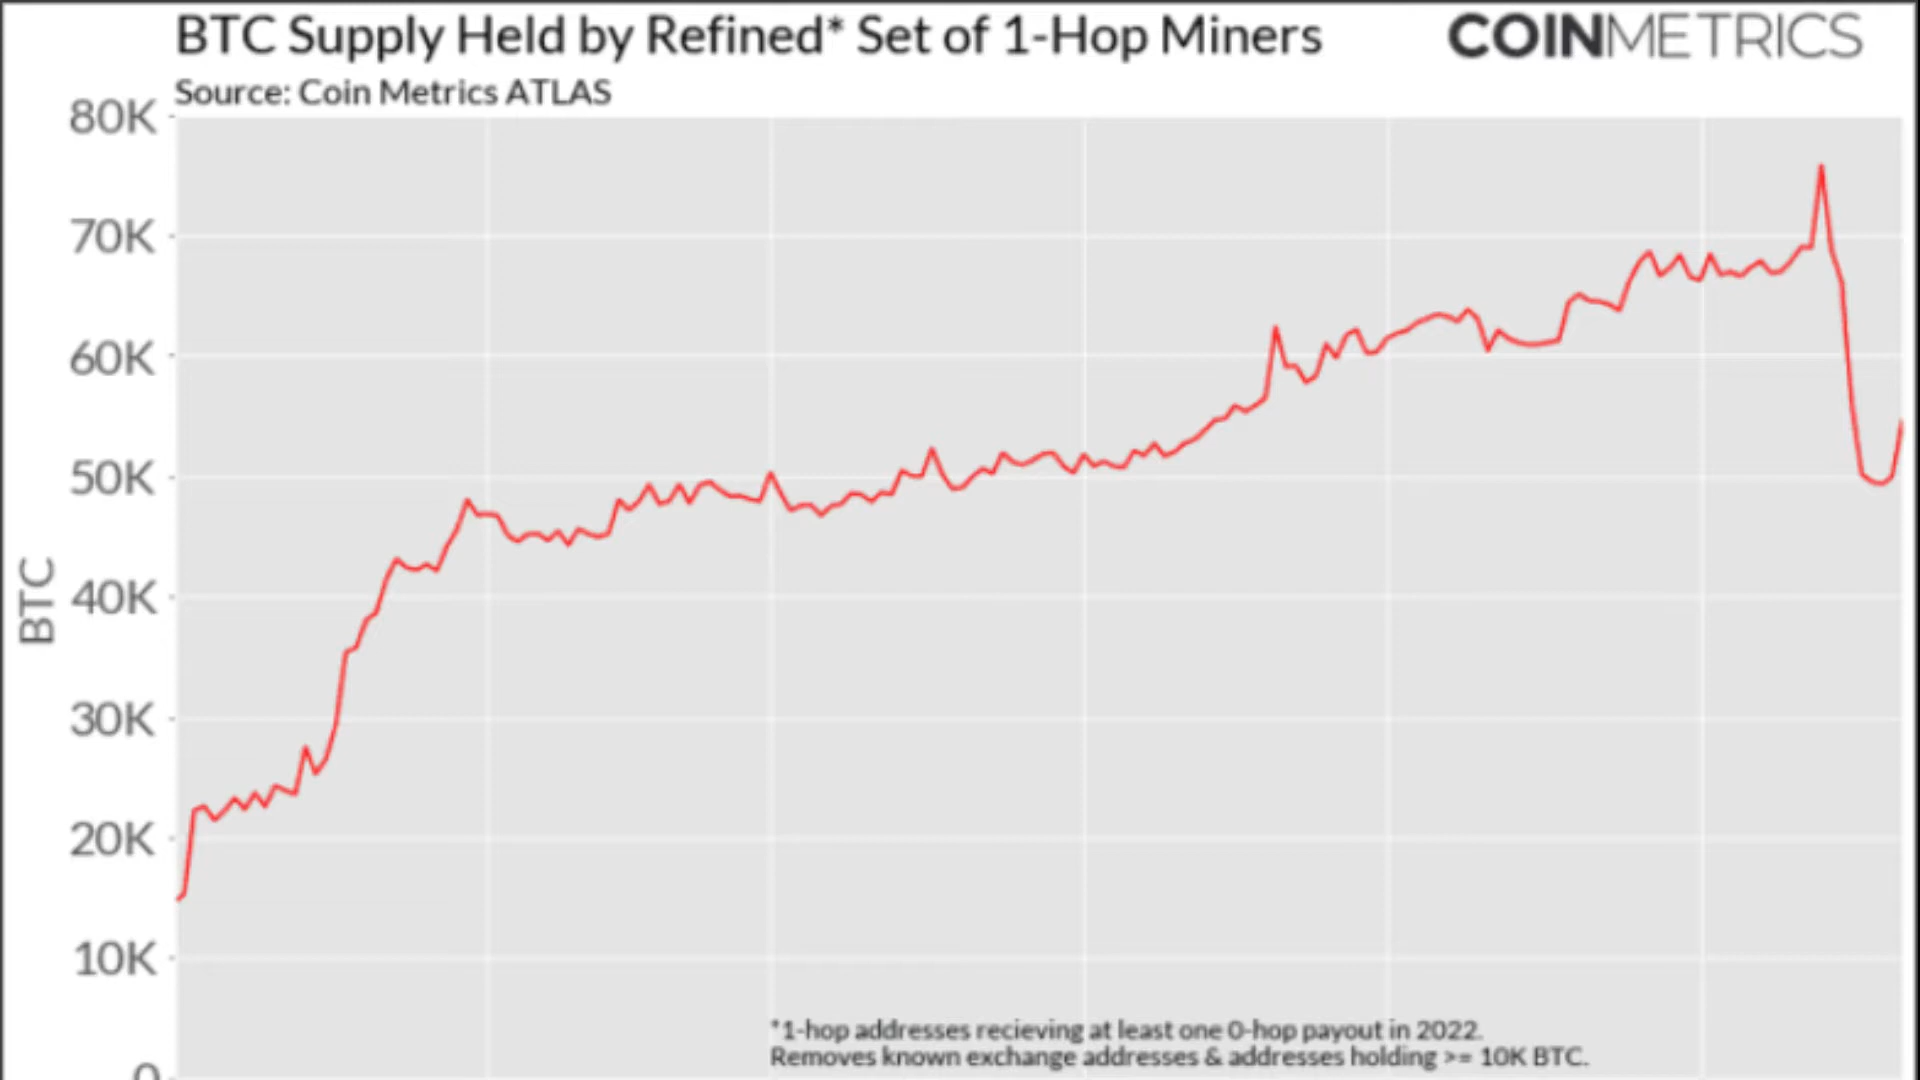 BTC Supply Held by Refined* Set of 1-Hop Miners
COINMETRICS
Source: Coin Metrics ATLAS
80K
70K
60K
50K
40K
30K
20K
10K
0
BTC
*1-hop addresses recieving at least one 0-hop payout in 2022.
Removes known exchange addresses & addresses holding >= 10K BTC.